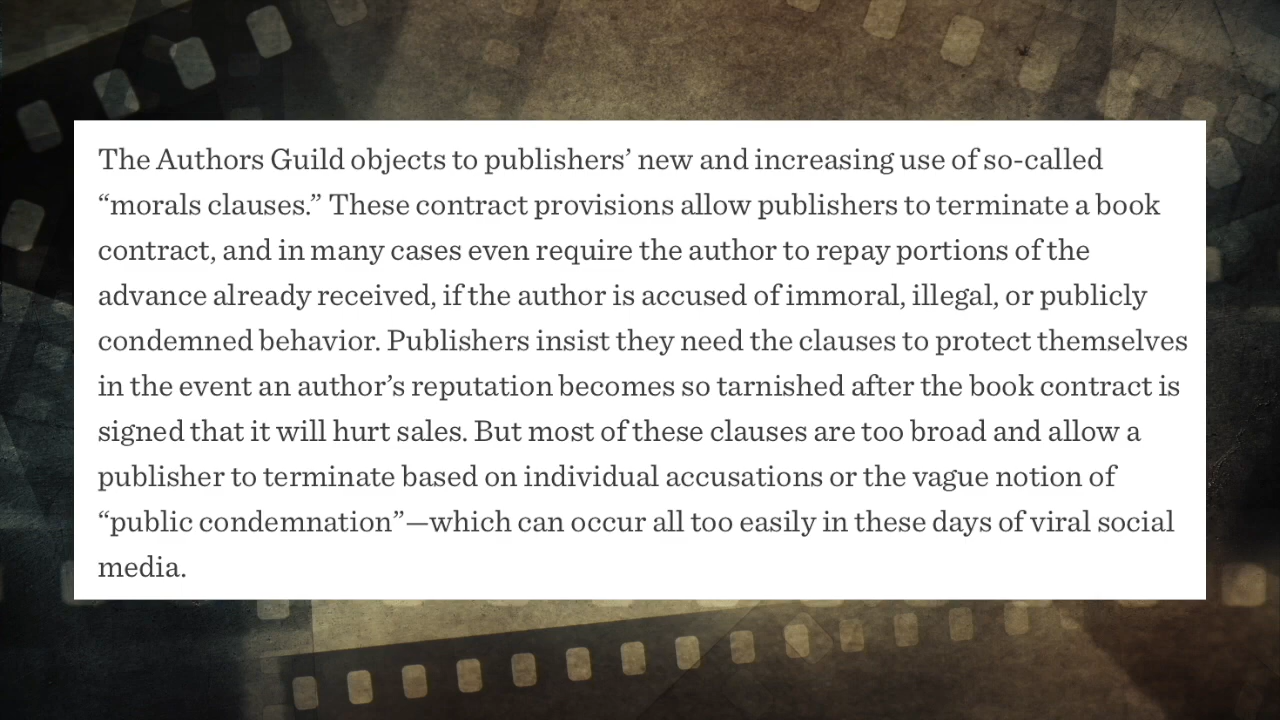 The Authors Guild objects to publishers’ new and increasing use of so-called
“morals clauses.” These contract provisions allow publishers to terminate a book
contract, and in many cases even require the author to repay portions of the
advance already received, if the author is accused of immoral, illegal, or publicly
condemned behavior. Publishers insist they need the clauses to protect themselves
in the event an author’s reputation becomes so tarnished after the book contract is
signed that it will hurt sales. But most of these clauses are too broad and allow a
publisher to terminate based on individual accusations or the vague notion of
“public condemnation”—which can occur all too easily in these days of viral social
media.